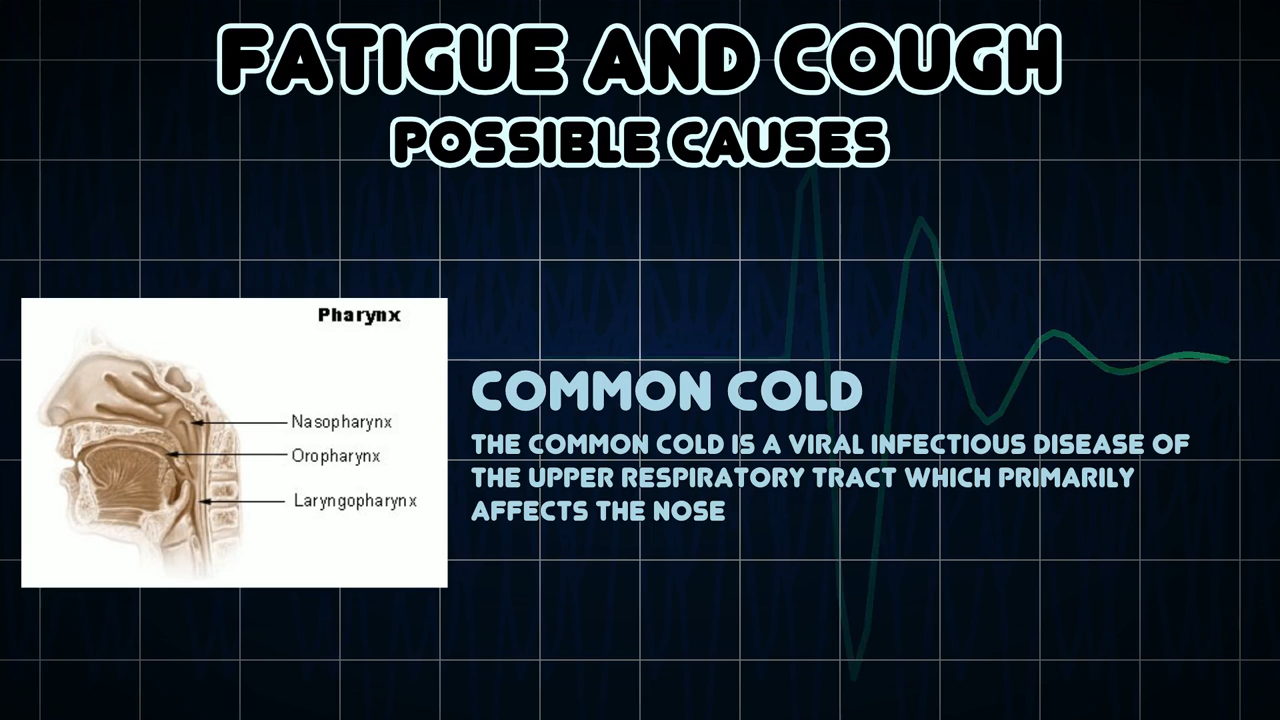 FATIGUE AND COUGH
POSSIBLE CAUSES
Pharynx
Nasopharynx
Oropharynx
Laryngopharynx
COMMON COLD
THE COMMON COLD IS A VIRAL INFECTIOUS DISEASE OF
THE UPPER RESPIRATORY TRACT WHICH PRIMARILY
AFFECTS THE NOSE